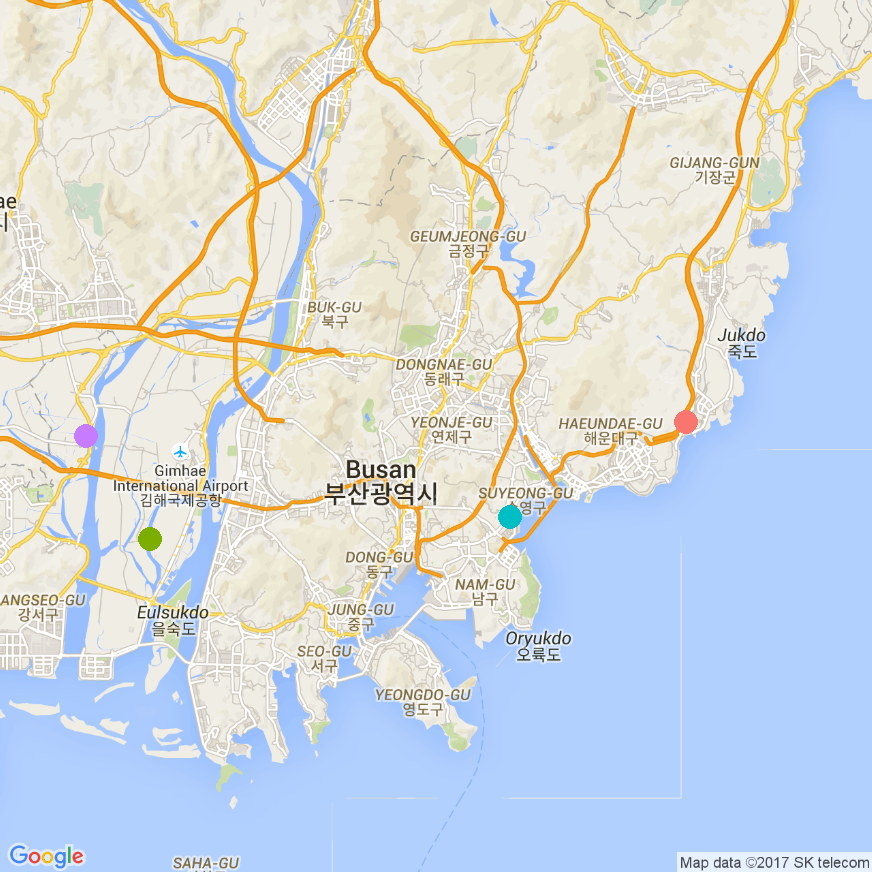 GIJANG-GUN
기장군
ae
지
GEUMJEONG-GU
금정구
BUK-GU
북구
Jukdo
죽도
DONGNAE-GU
동래구
YEONJE-GU
연제구
HAEUNDAE-GU
해운대구
Gimhae
International Airport
김해국제공항
Busan
부산광역시
SUYEONG-GU
영구
DONG-GU
동구
NAM-GU
남구
ANGSEO-GU
강서구
Eulsukdo
을숙도
JUNG-GU
중구
Oryukdo
오륙도
SEO-GU
서구
YEONGDO-GU
영도구
SAHA-GU
Google
Map data ©2017 SK telecom